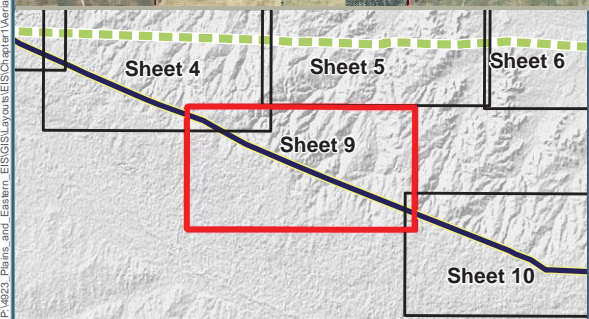 P:\4923_Plains_and_Eastern_EIS\GIS\Layouts\EIS\Chapter1\Aeria
Sheet 4
Sheet 5
Sheet 6
Sheet 9
Sheet 10